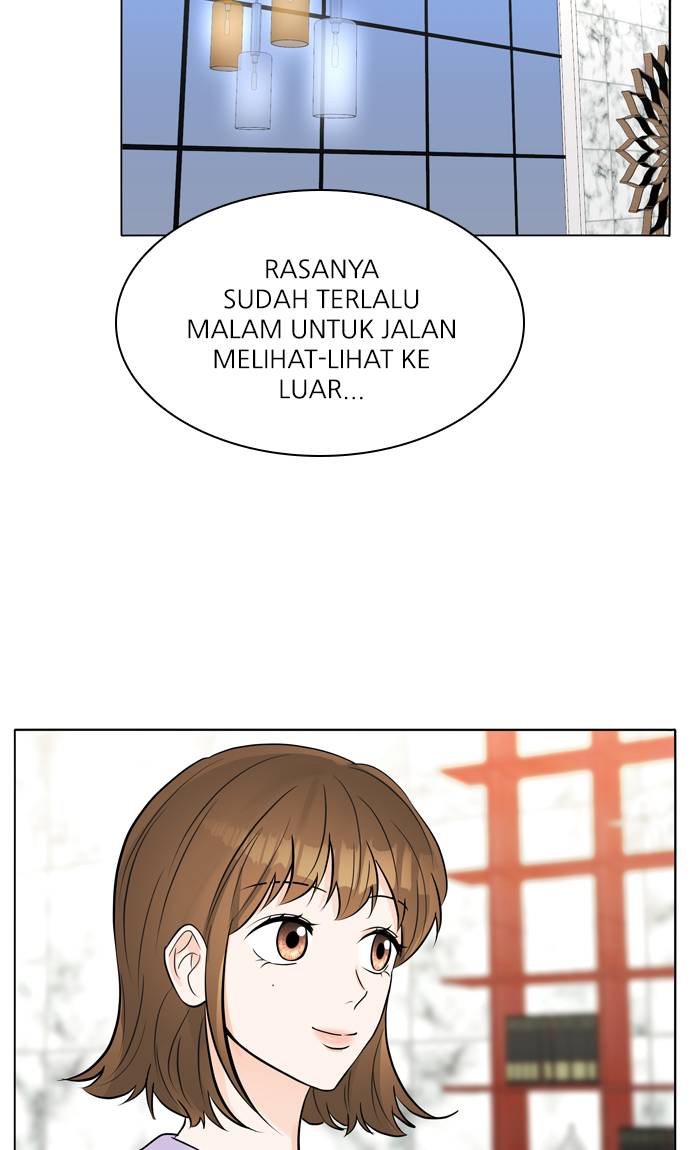 RASANYA
SUDAH TERLALU
MALAM UNTUK JALAN
MELIHAT-LIHAT KE
LUAR...